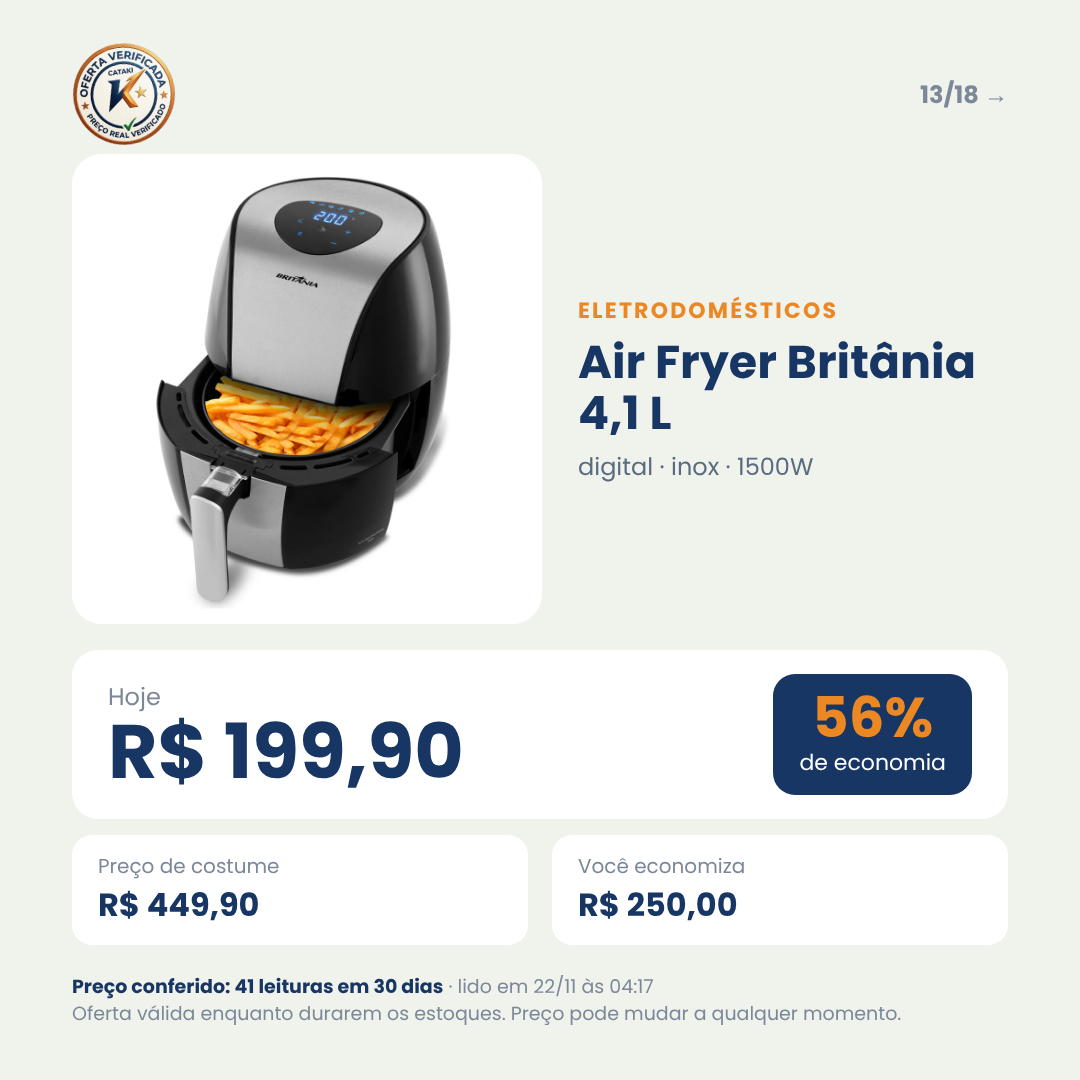 OFERTA VERIFICADA
CATAKI
K
PREÇO REAL VERIFICADO
13/18 →
200
BRITÂNIA
ELETRODOMÉSTICOS
Air Fryer Britânia
4,1 L
digital · inox · 1500W
Hoje
R$ 199,90
56%
de economia
Preço de costume
R$ 449,90
Você economiza
R$ 250,00
Preço conferido: 41 leituras em 30 dias · lido em 22/11 às 04:17
Oferta válida enquanto durarem os estoques. Preço pode mudar a qualquer momento.